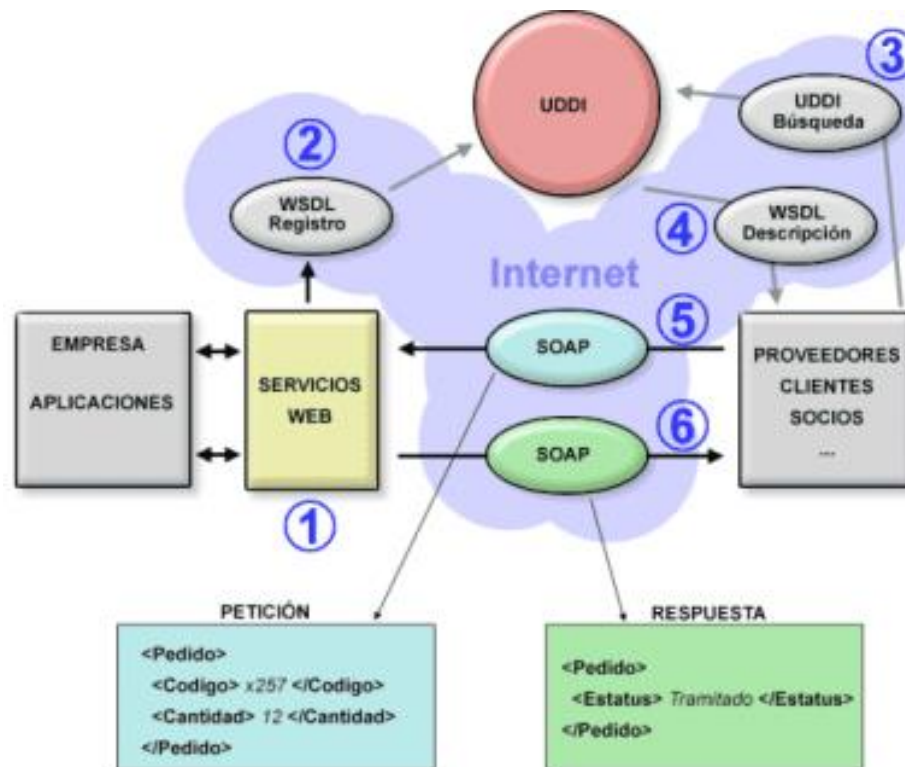 UDDI
③
UDDI
Búsqueda
②
WSDL
Registro
④
WSDL
Descripción
Internet
EMPRESA
APLICACIONES
SERVICIOS
WEB
①
SOAP
⑤
SOAP
⑥
PROVEEDORES
CLIENTES
SOCIOS
...
PETICIÓN
<Pedido>
<Codigo> x257 </Codigo>
<Cantidad> 12 </Cantidad>
</Pedido>
RESPUESTA
<Pedido>
<Estatus> Tramitado </Estatus>
</Pedido>